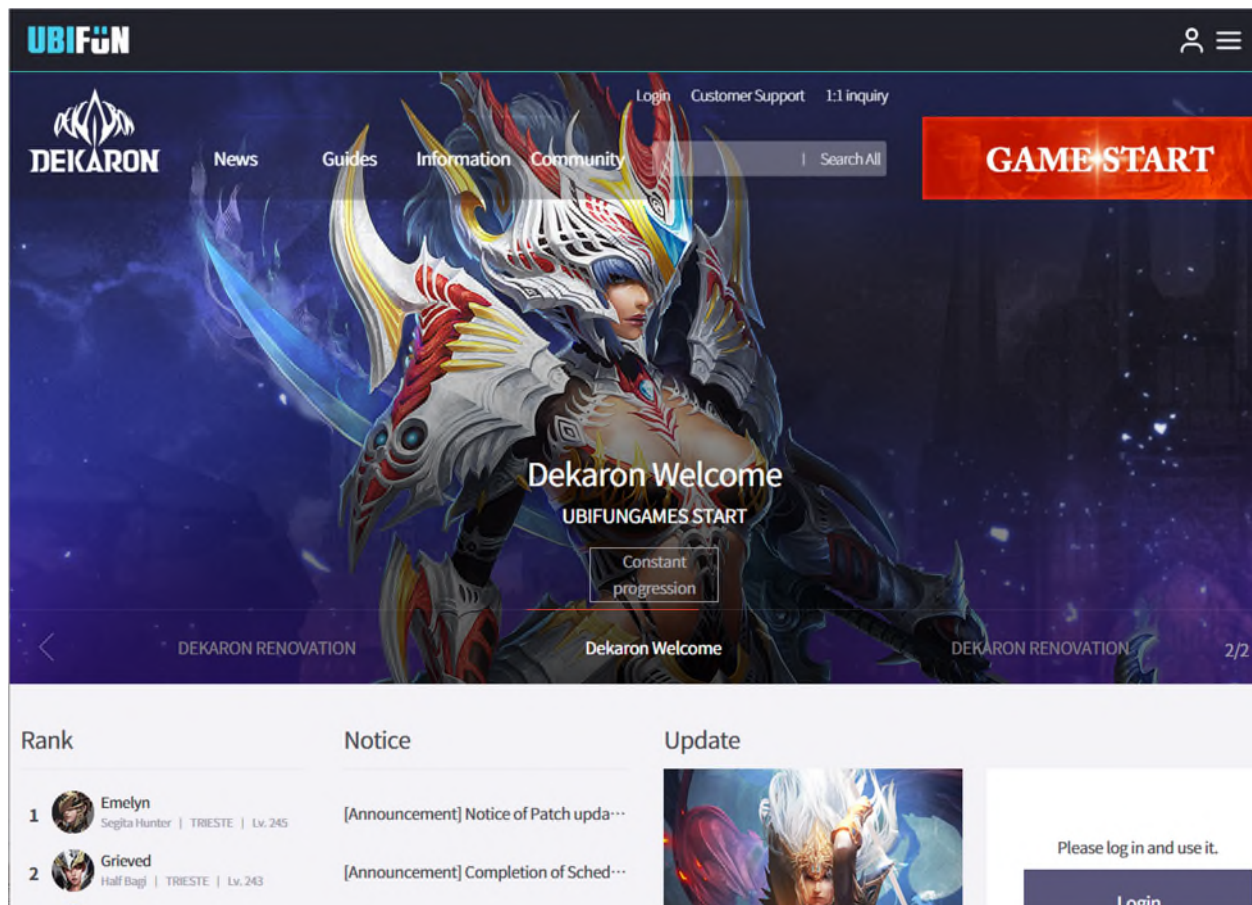 UBIFüN
Login Customer Support 1:1 inquiry
DEKARON
News Guides Information Community | Search All
GAME START
Dekaron Welcome
UBIFUNGAMES START
Constant
progression
DEKARON RENOVATION Dekaron Welcome DEKARON RENOVATION 2/2
Rank
1 Emelyn
Segita Hunter | TRIESTE | Lv. 245
2 Grieved
Half Bagi | TRIESTE | Lv. 243
Notice
[Announcement] Notice of Patch upda···
[Announcement] Completion of Sched···
Update
Please log in and use it.
Login